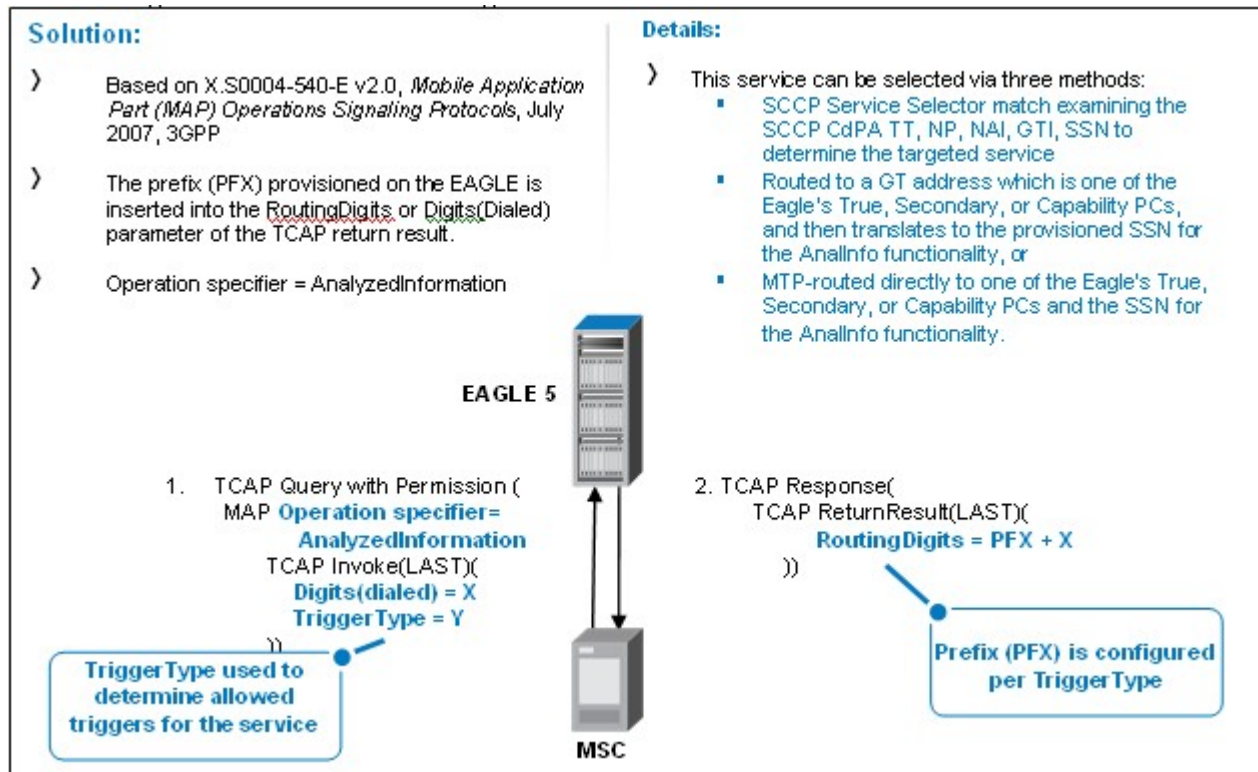 Solution:
❯ Based on X.S0004-540-E v2.0, Mobile Application
Part (MAP) Operations Signaling Protocols, July
2007, 3GPP
❯ The prefix (PFX) provisioned on the EAGLE is
inserted into the RoutingDigits or Digits(Dialed)
parameter of the TCAP return result.
❯ Operation specifier = AnalyzedInformation
Details:
❯ This service can be selected via three methods:
▪ SCCP Service Selector match examining the
SCCP CdPA TT, NP, NAI, GTI, SSN to
determine the targeted service
▪ Routed to a GT address which is one of the
Eagle's True, Secondary, or Capability PCs,
and then translates to the provisioned SSN for
the AnalInfo functionality, or
▪ MTP-routed directly to one of the Eagle's True,
Secondary, or Capability PCs and the SSN for
the AnalInfo functionality.
EAGLE 5
1. TCAP Query with Permission (
MAP Operation specifier=
AnalyzedInformation
TCAP Invoke(LAST)(
Digits(dialed) = X
TriggerType = Y
))
TriggerType used to
determine allowed
triggers for the service
2. TCAP Response(
TCAP ReturnResult(LAST)(
RoutingDigits = PFX + X
))
Prefix (PFX) is configured
per TriggerType
MSC